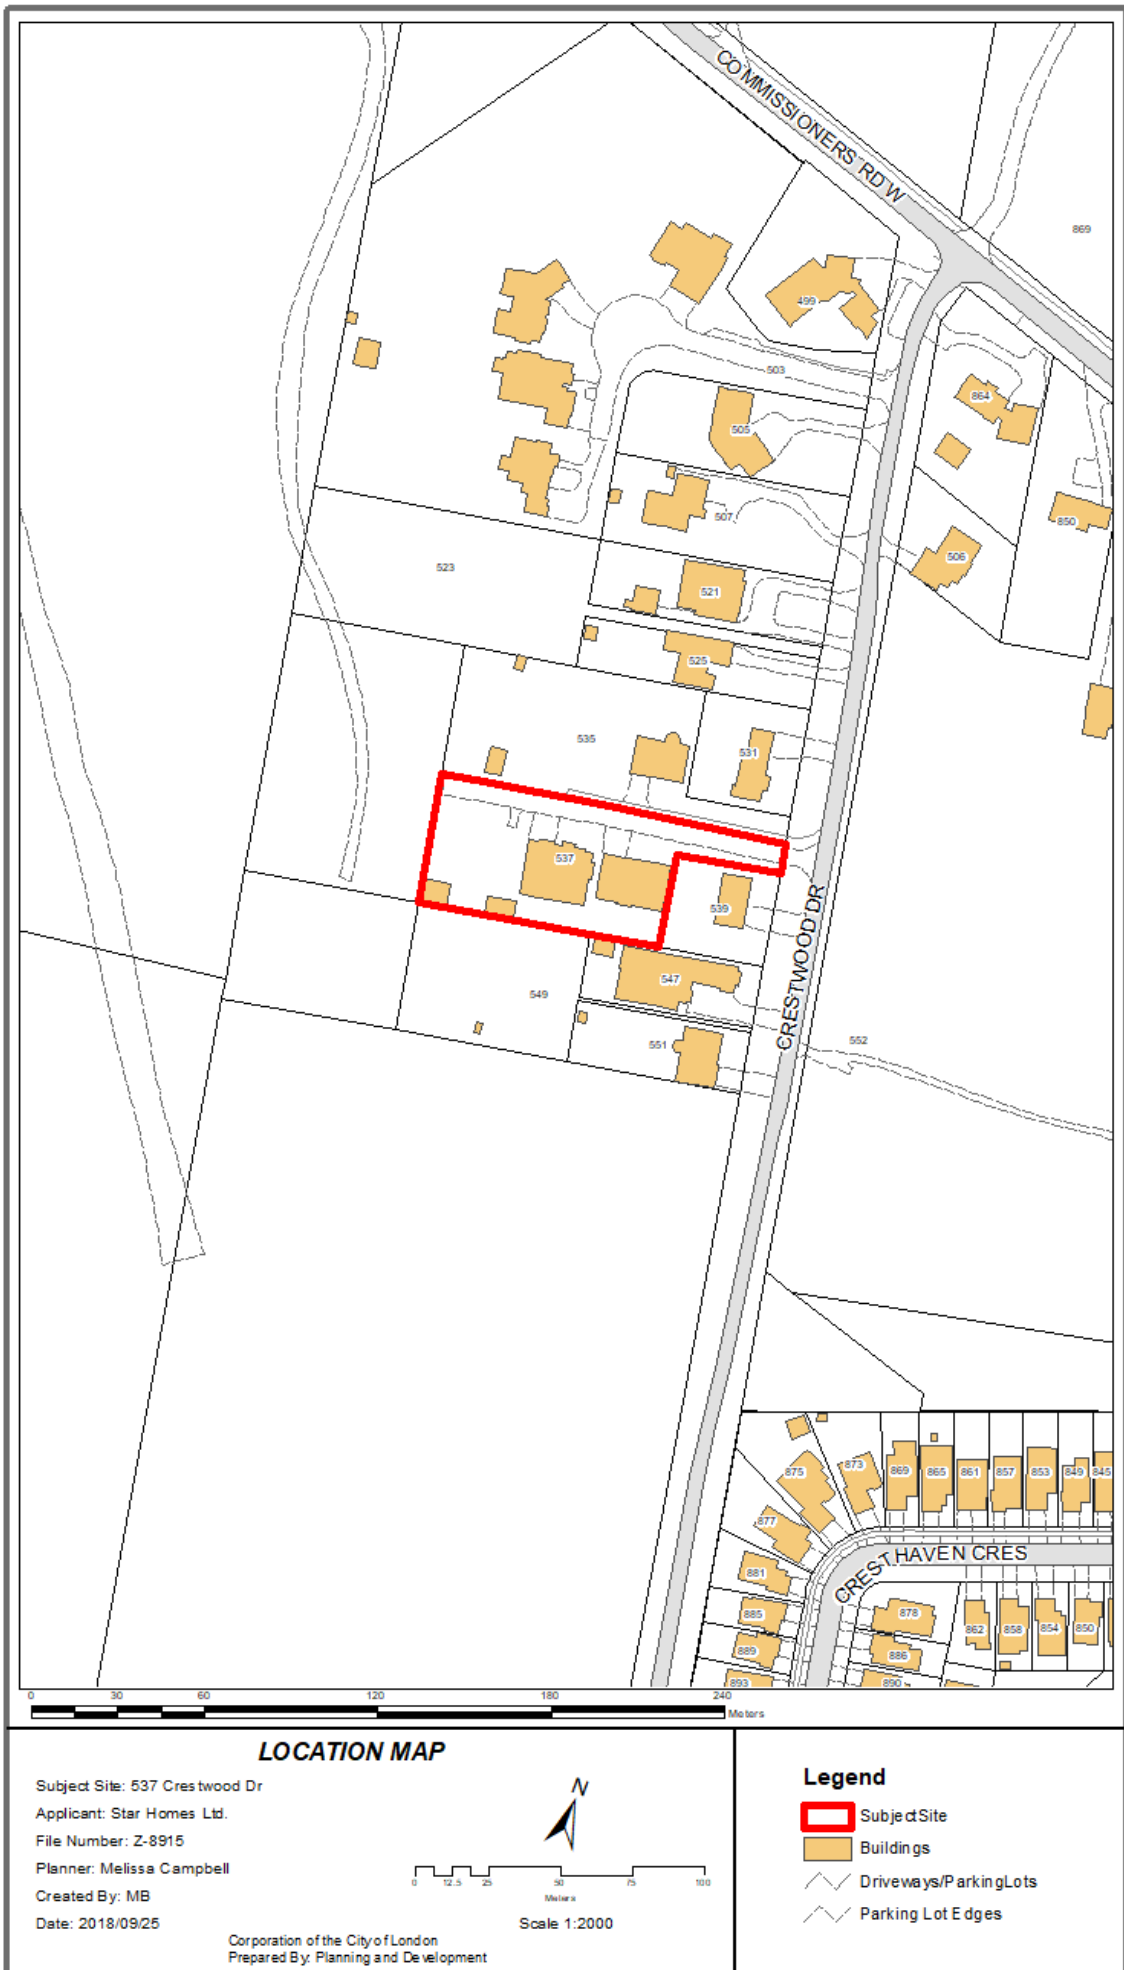 COMMISSIONERS RD W
869
499
503
864
505
850
507
506
523
521
525
535
531
537
539
CRESTWOOD DR
547
549
551
552
875
873
869
865
861
857
853
849
845
877
CRESTHAVEN CRES
881
885
878
862
858
854
850
889
886
893
890
0 30 60 120 180 240
Meters
LOCATION MAP
Subject Site: 537 Crestwood Dr
Applicant: Star Homes Ltd.
File Number: Z-8915
Planner: Melissa Campbell
Created By: MB
Date: 2018/09/25
N
0 12.5 25 50 75 100
Meters
Scale 1:2000
Corporation of the City of London
Prepared By: Planning and Development
Legend
Subject Site
Buildings
Driveways/Parking Lots
Parking Lot Edges